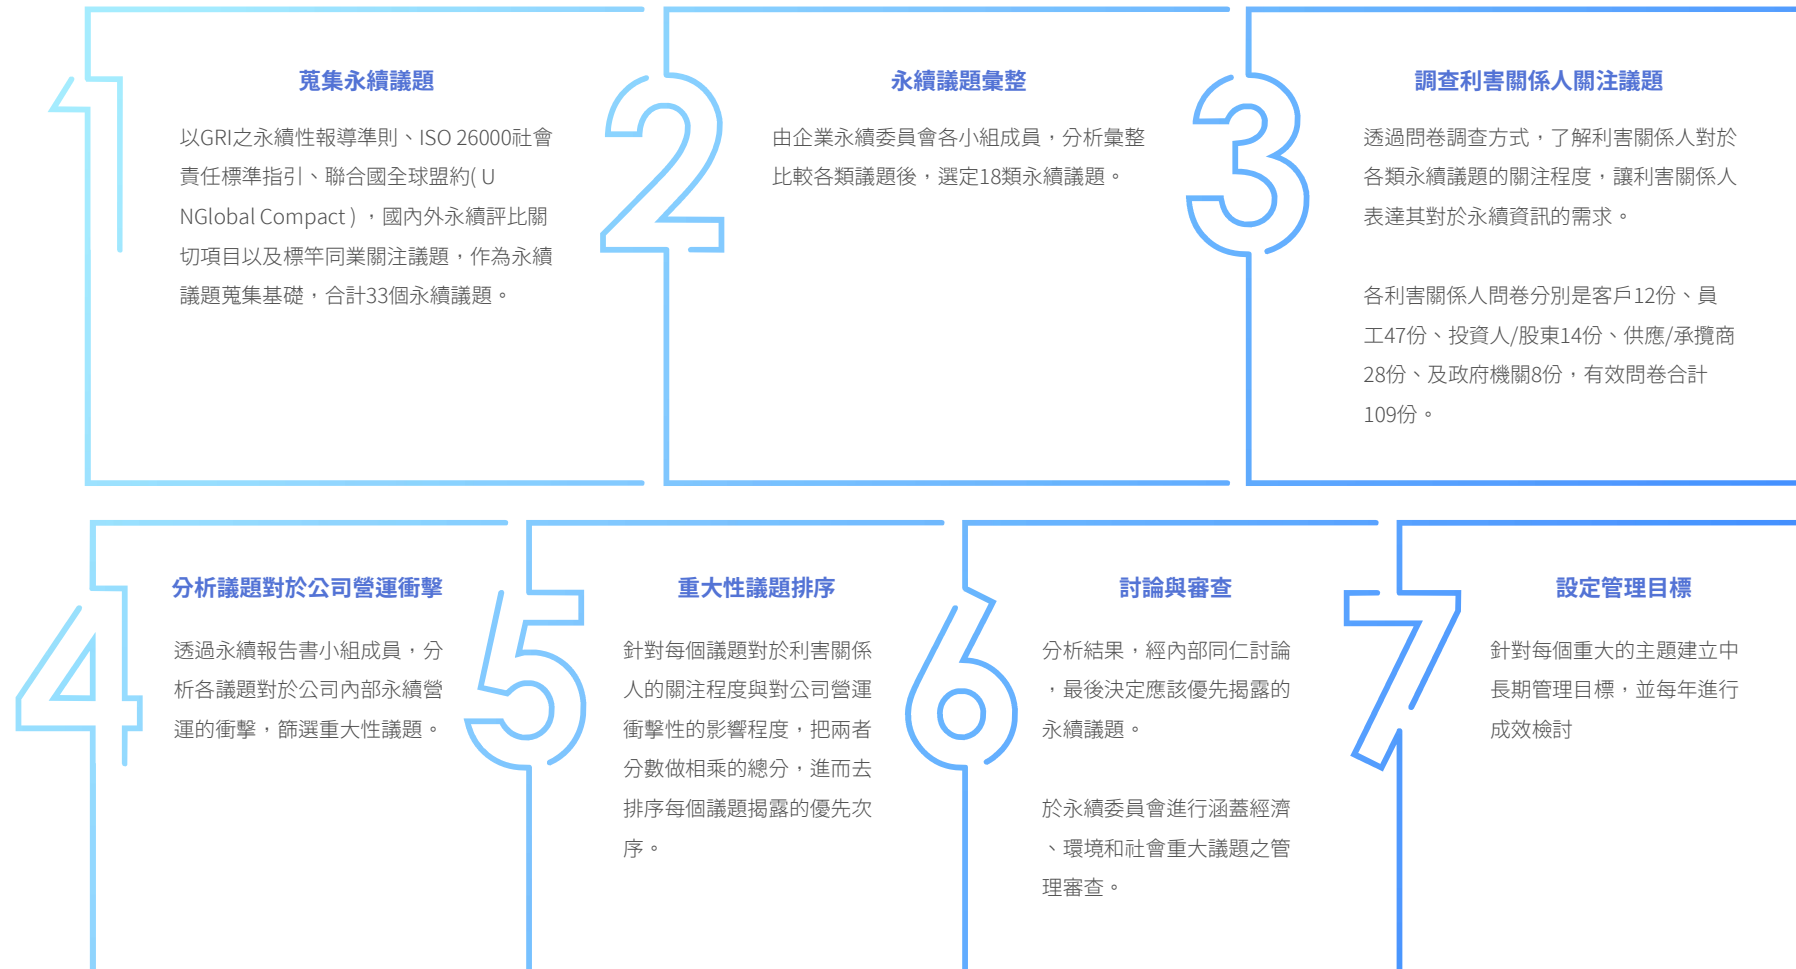 1
蒐集永續議題
以GRI之永續性報導準則、ISO 26000社會
責任標準指引、聯合國全球盟約( U
NGlobal Compact ) ，國內外永續評比關
切項目以及標竿同業關注議題，作為永續
議題蒐集基礎，合計33個永續議題。
2
永續議題彙整
由企業永續委員會各小組成員，分析彙整
比較各類議題後，選定18類永續議題。
3
調查利害關係人關注議題
透過問卷調查方式，了解利害關係人對於
各類永續議題的關注程度，讓利害關係人
表達其對於永續資訊的需求。
各利害關係人問卷分別是客戶12份、員
工47份、投資人/股東14份、供應/承攬商
28份、及政府機關8份，有效問卷合計
109份。
4
分析議題對於公司營運衝擊
透過永續報告書小組成員，分
析各議題對於公司內部永續營
運的衝擊，篩選重大性議題。
5
重大性議題排序
針對每個議題對於利害關係
人的關注程度與對公司營運
衝擊性的影響程度，把兩者
分數做相乘的總分，進而去
排序每個議題揭露的優先次
序。
6
討論與審查
分析結果，經內部同仁討論
，最後決定應該優先揭露的
永續議題。
於永續委員會進行涵蓋經濟
、環境和社會重大議題之管
理審查。
7
設定管理目標
針對每個重大的主題建立中
長期管理目標，並每年進行
成效檢討